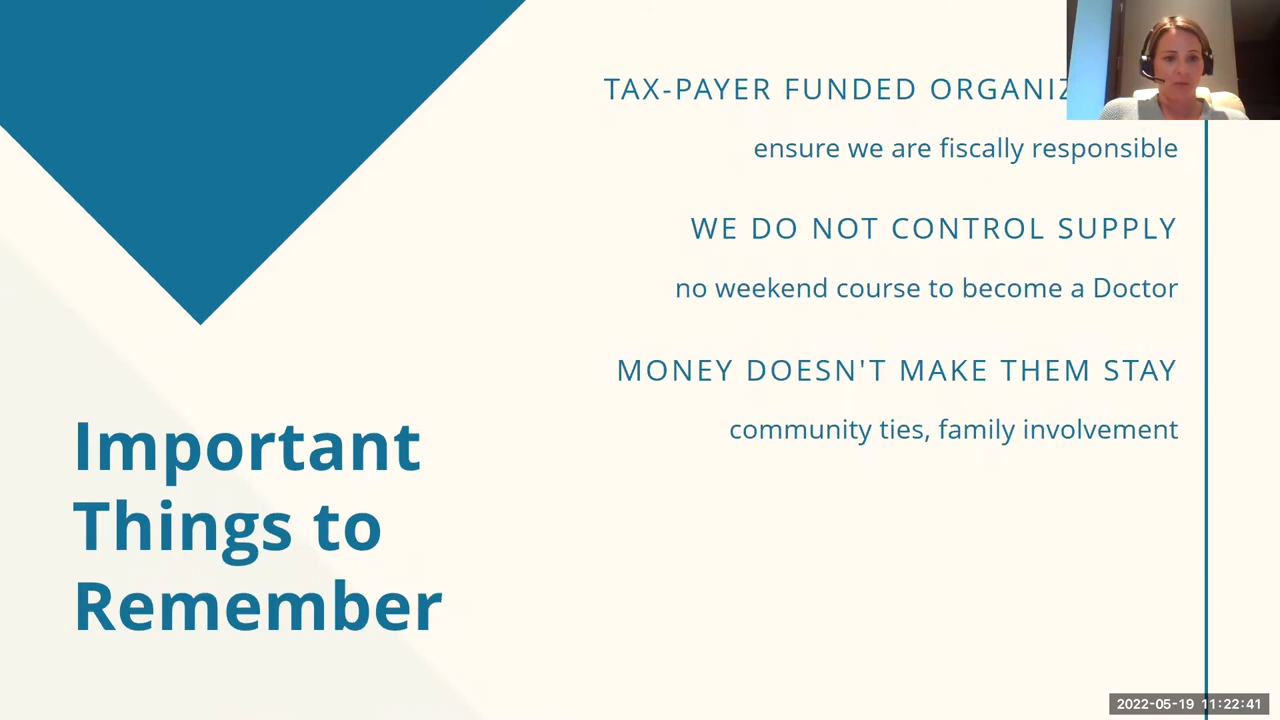 TAX-PAYER FUNDED
ensure we are fiscally responsible
WE DO NOT CONTROL SUPPLY
no weekend course to become a Doctor
MONEY DOESN'T MAKE THEM STAY
community ties, family involvement
Important
Things to
Remember
2022-05-19 11:22:41